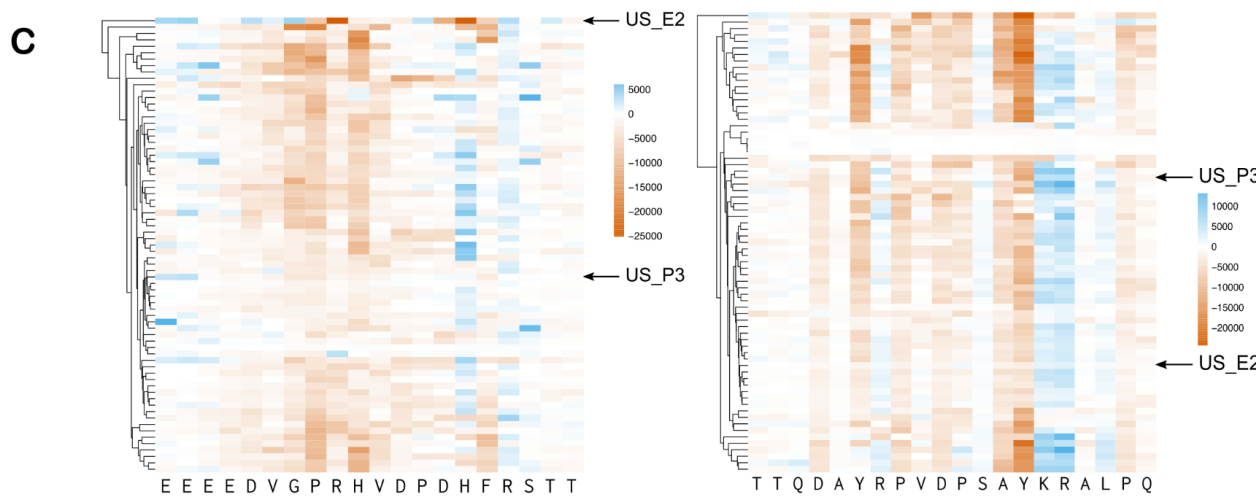 C
US_E2
5000
0
−5000
−10000
−15000
−20000
−25000
US_P3
E E E E D V G P R H V D P D H F R S T T
US_P3
10000
5000
0
−5000
−10000
−15000
−20000
US_E2
T T Q D A Y R P V D P S A Y K R A L P Q